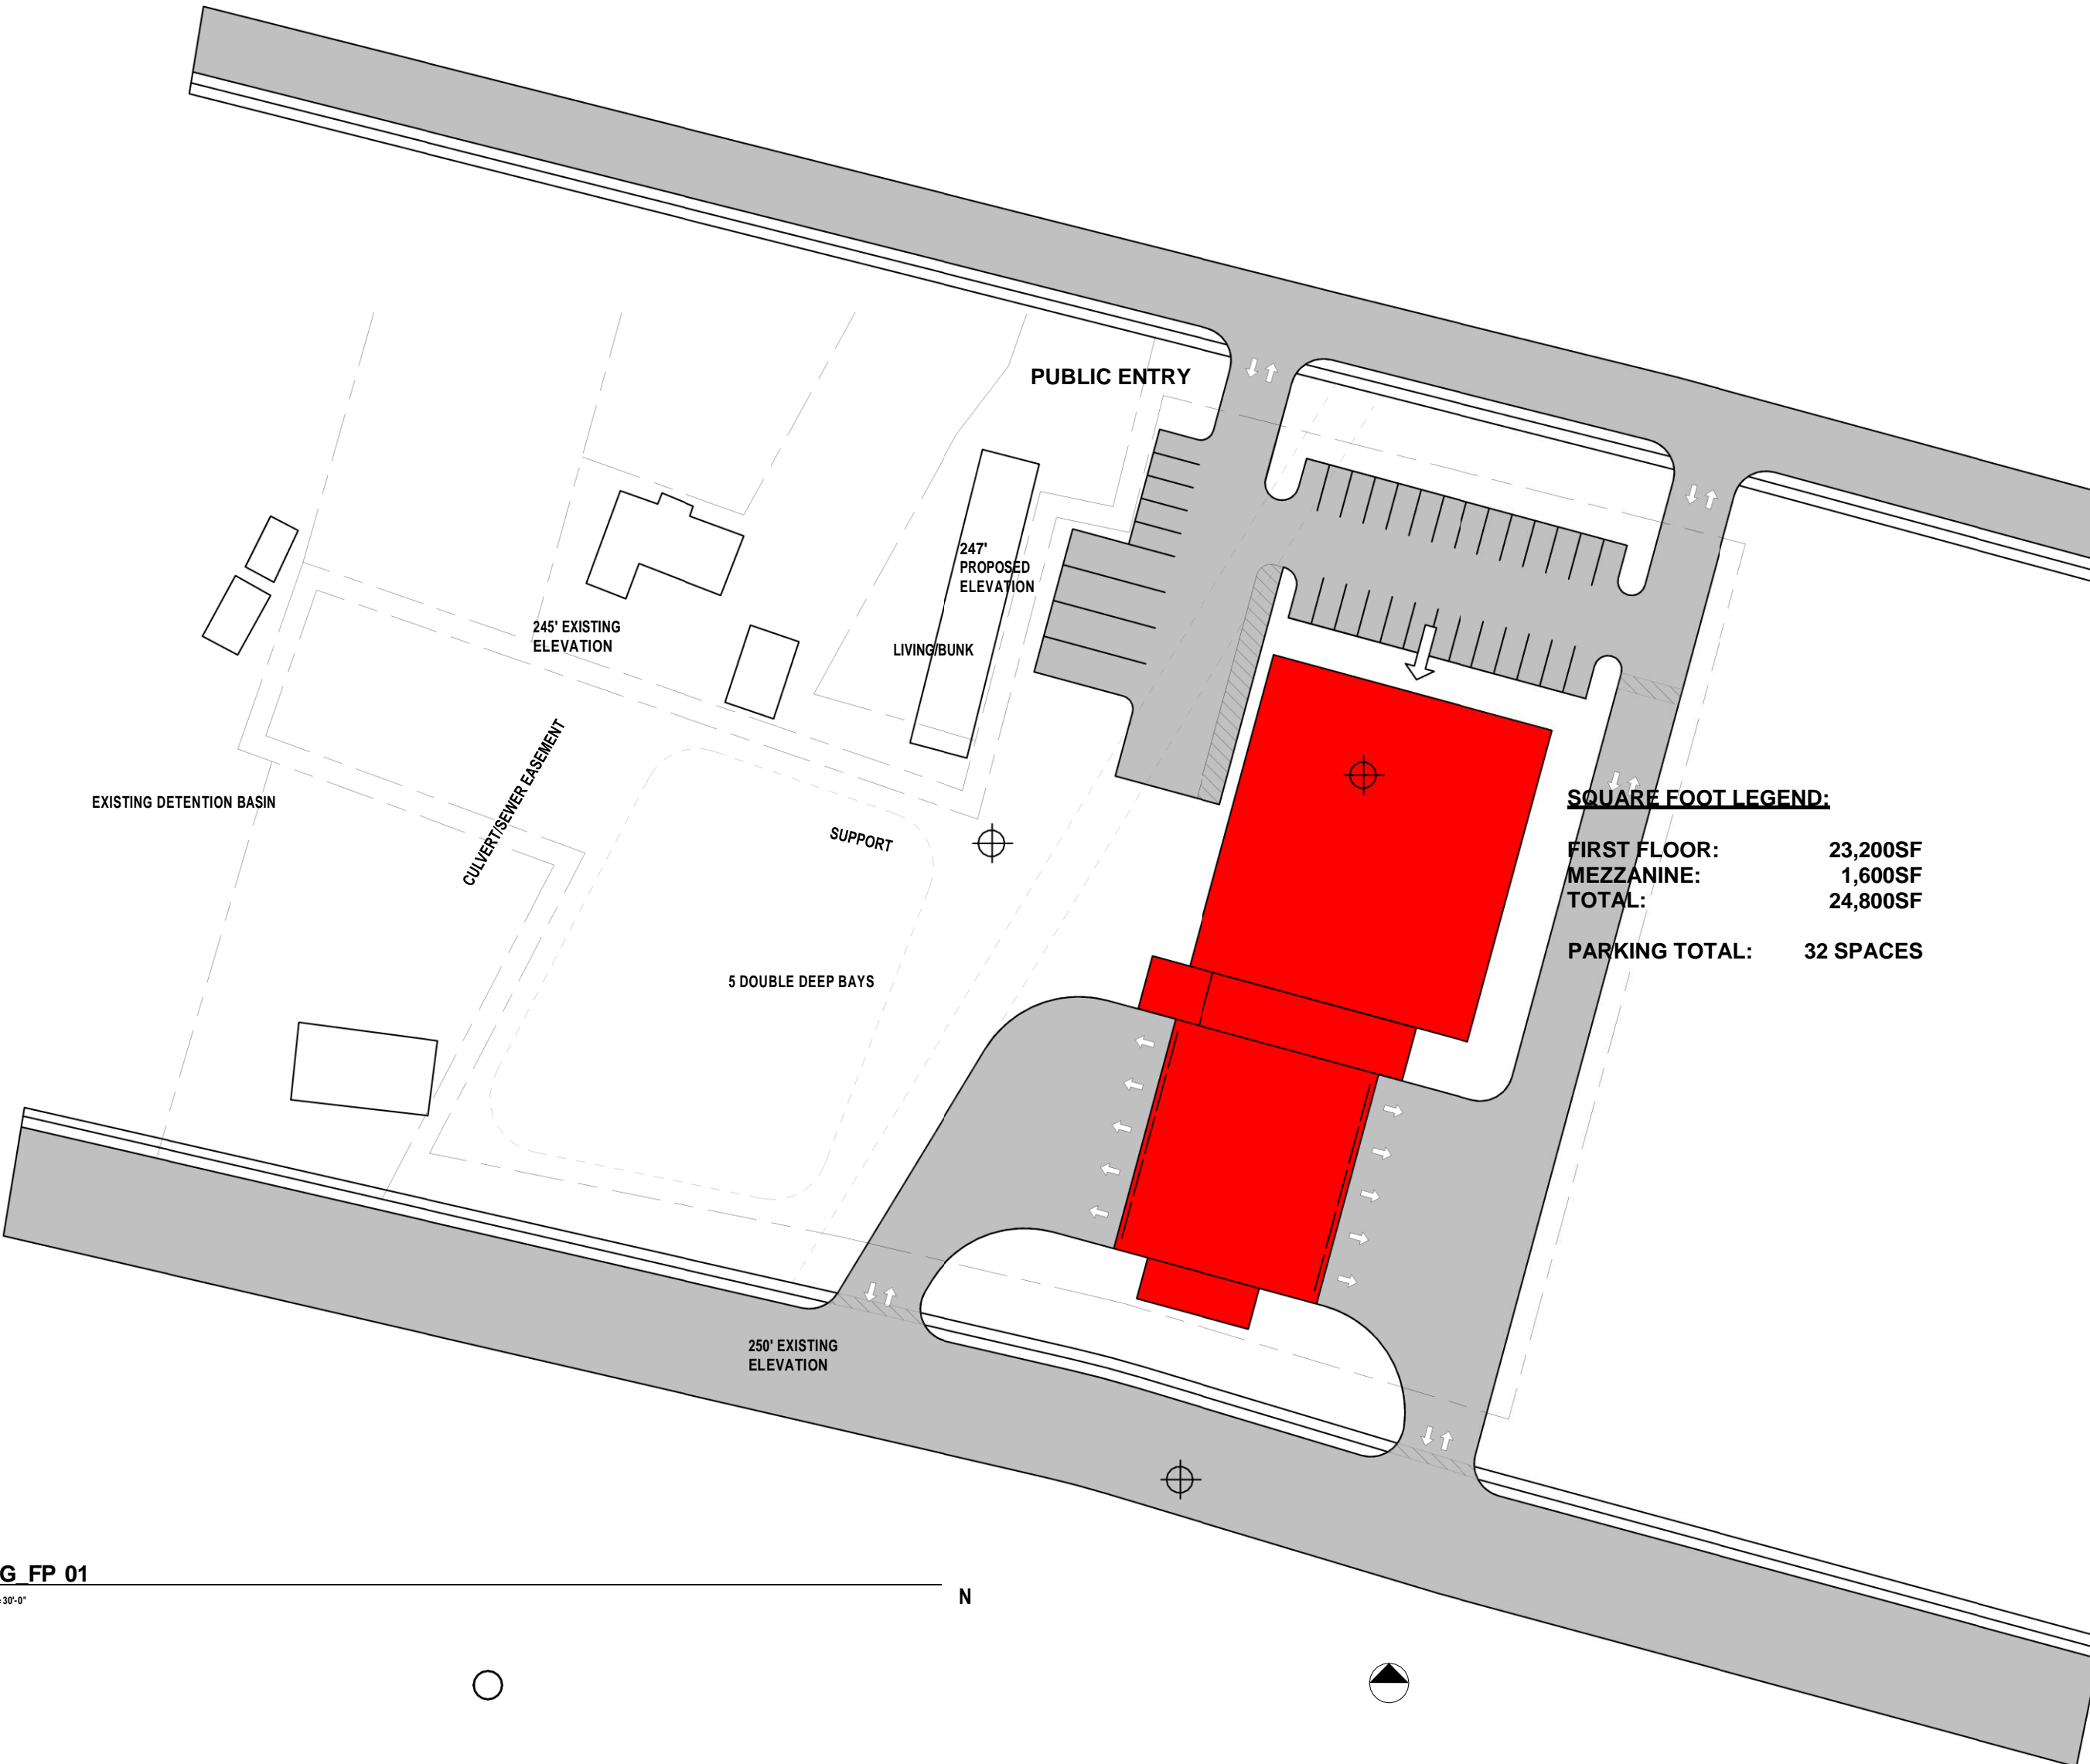 PUBLIC ENTRY
247'
PROPOSED
ELEVATION
245' EXISTING
ELEVATION
LIVING/BUNK
CULVERT/SEWER EASEMENT
EXISTING DETENTION BASIN
SUPPORT
SQUARE FOOT LEGEND:
FIRST FLOOR: 23,200SF
MEZZANINE: 1,600SF
TOTAL: 24,800SF
PARKING TOTAL: 32 SPACES
5 DOUBLE DEEP BAYS
250' EXISTING
ELEVATION
G_FP 01
30'-0"
N